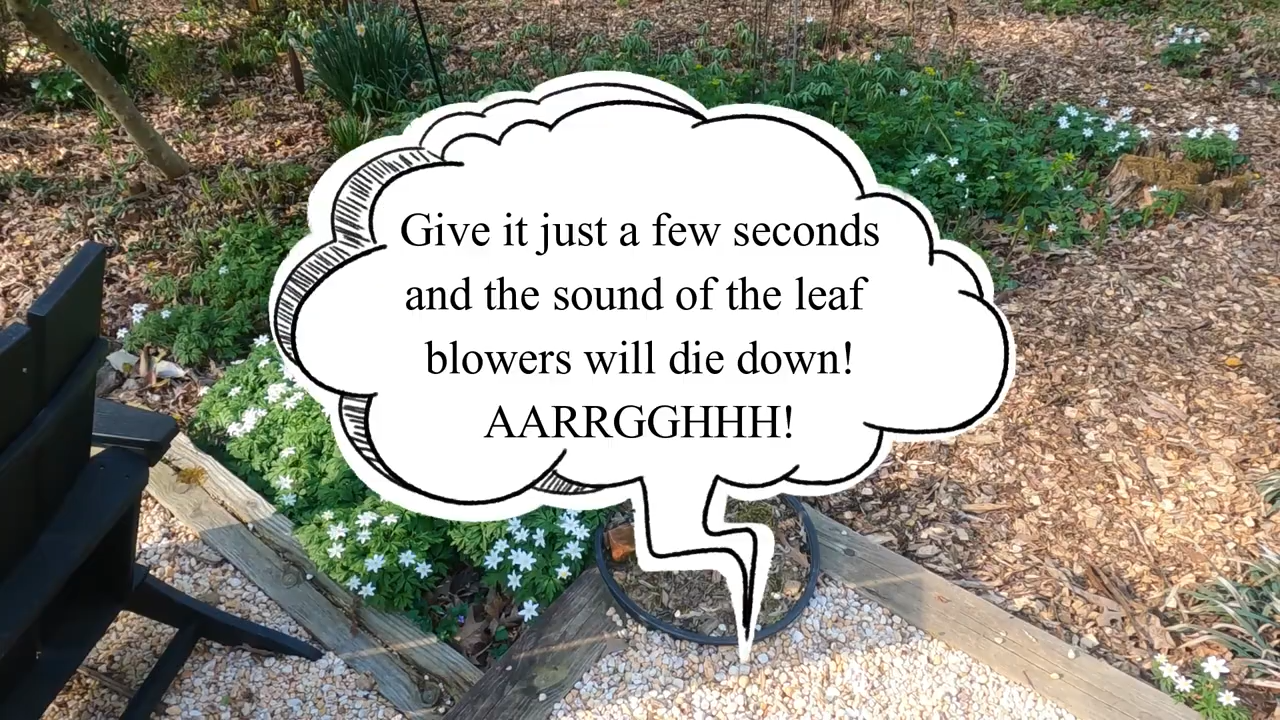 Give it just a few seconds
and the sound of the leaf
blowers will die down!
AARRGGHHH!